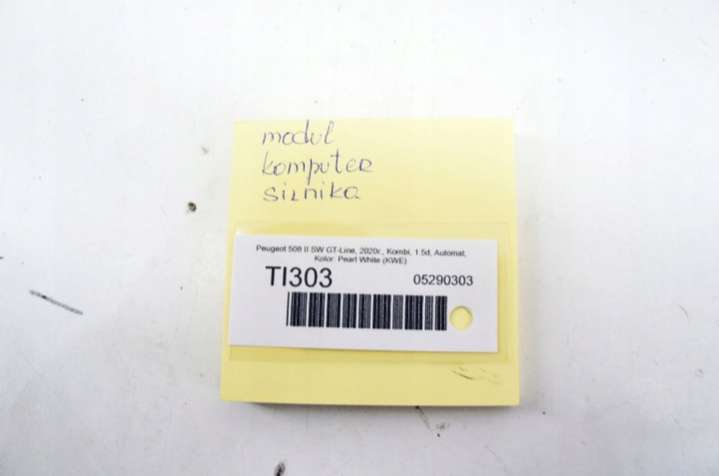 moduł
komputer
silnika
Peugeot 508 II SW GT-Line, 2020r., Kombi, 1.5d, Automat,
Kolor: Pearl White (KWE)
TI303
05290303